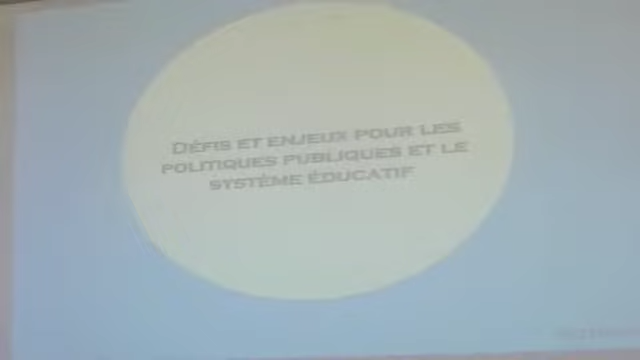 DÉFIS ET ENJEUX POUR LES
POLITIQUES PUBLIQUES ET LE
SYSTÈME ÉDUCATIF